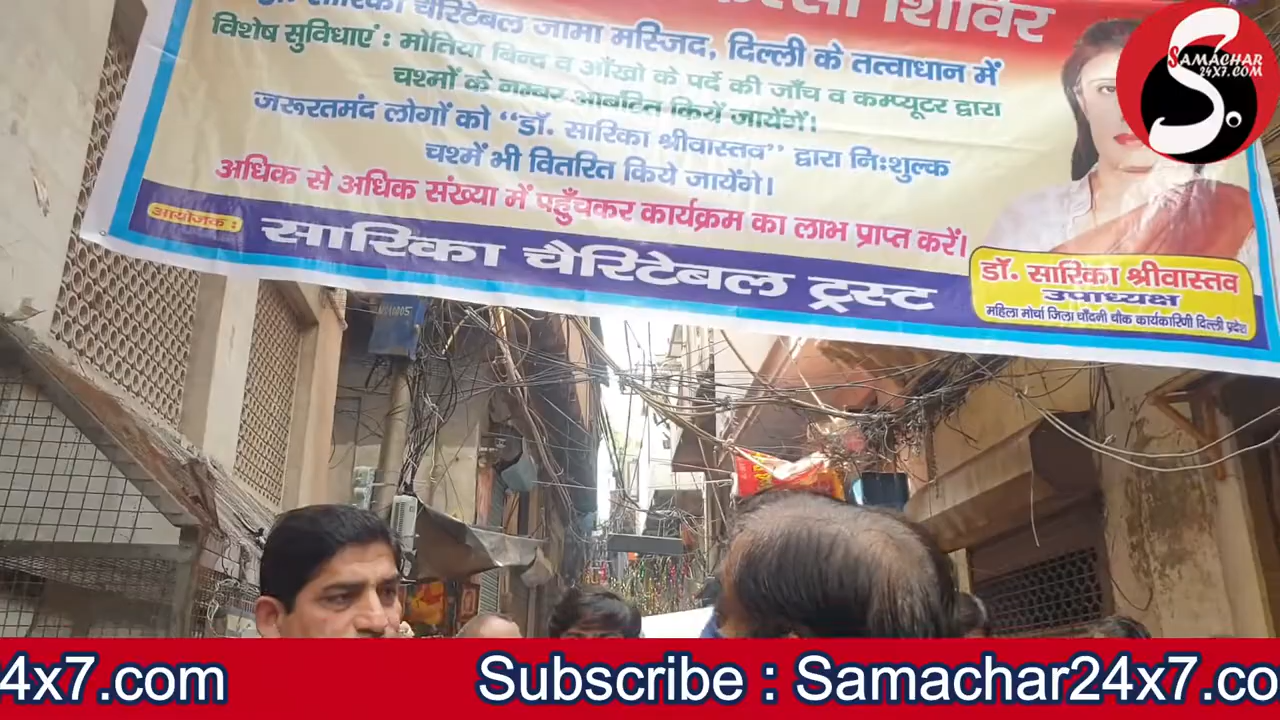 शिविर
सारिका चैरिटेबल जामा मस्जिद, दिल्ली के तत्वाधान में
विशेष सुविधाएं : मोतिया बिन्द व आँखो के पर्दे की जाँच व कम्प्यूटर द्वारा
चश्मों के नम्बर आबंटित किये जायेंगें।
जरूरतमंद लोगों को “डॉ. सारिका श्रीवास्तव” द्वारा निःशुल्क
चश्में भी वितरित किये जायेंगे।
अधिक से अधिक संख्या में पहुँचकर कार्यक्रम का लाभ प्राप्त करें।
आयोजक :
सारिका चैरिटेबल ट्रस्ट
डॉ. सारिका श्रीवास्तव
उपाध्यक्ष
महिला मोर्चा जिला चाँदनी चौक कार्यकारिणी दिल्ली प्रदेश
SAMACHAR
24X7.COM
4x7.com Subscribe : Samachar24x7.co